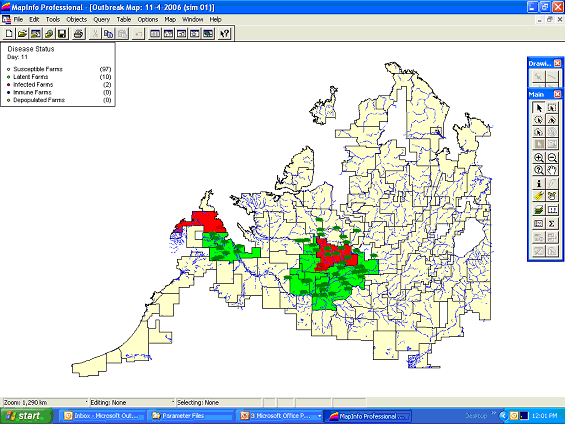 MapInfo Professional - [Outbreak Map: 11-4-2006 (sim 01)]
File Edit Tools Objects Query Table Options Map Window Help
Disease Status
Day: 11
Susceptible Farms (97)
Latent Farms (10)
Infected Farms (2)
Immune Farms (0)
Depopulated Farms (0)
Drawi...
Main
Zoom: 1,290 km Editing: None Selecting: None
start Inbox - Microsoft Out... Parameter Files 3 Microsoft Office P... MapInfo Professional ... Desktop 12:01 PM